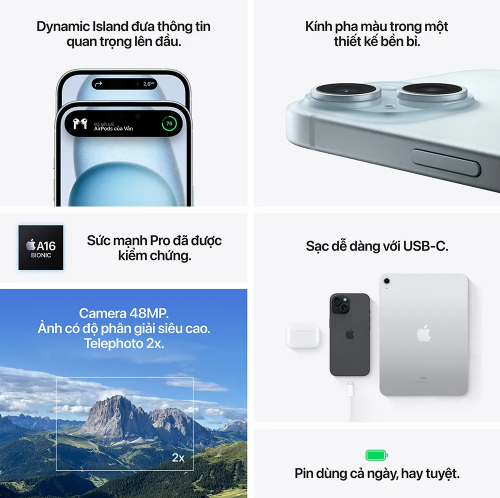 Dynamic Island đưa thông tin
quan trọng lên đầu.
2,0
Đã kết nối
AirPods của Vân
76
Kính pha màu trong một
thiết kế bền bỉ.
A16
BIONIC
Sức mạnh Pro đã được
kiểm chứng.
Sạc dễ dàng với USB-C.
Camera 48MP.
Ảnh có độ phân giải siêu cao.
Telephoto 2x.
2x
Pin dùng cả ngày, hay tuyệt.